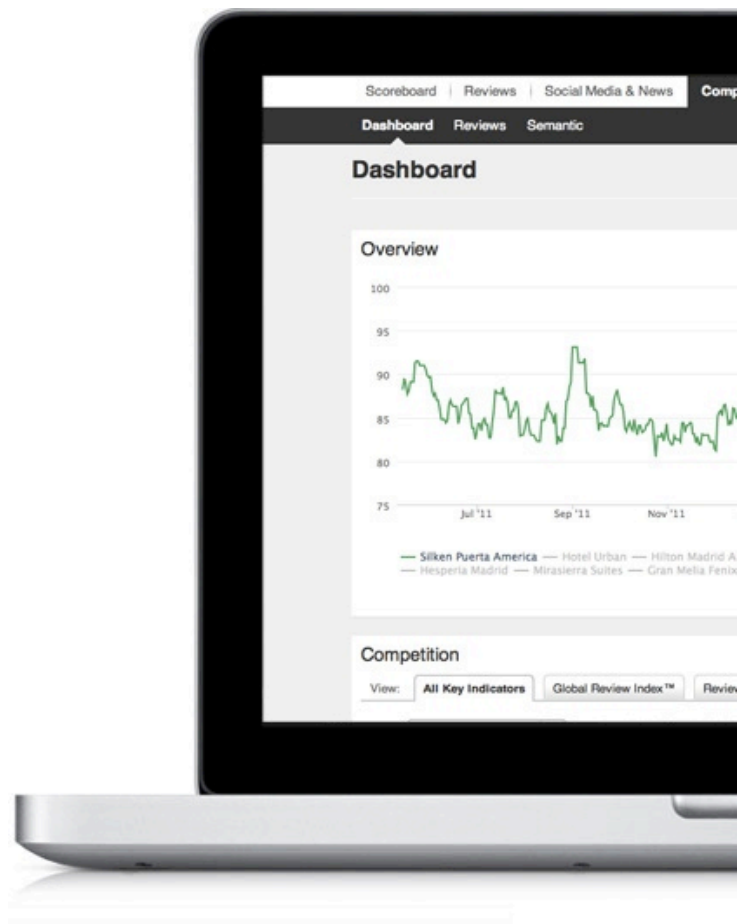 Scoreboard | Reviews | Social Media & News
Dashboard Reviews Semantic
Dashboard
Overview
100
95
90
85
80
75
Jul '11 Sep '11 Nov '11
Silken Puerta America Hotel Urban Hilton Madrid A
Hesperia Madrid Mirasierra Suites Gran Melia Fenix
Competition
View: All Key Indicators Global Review Index™ Review